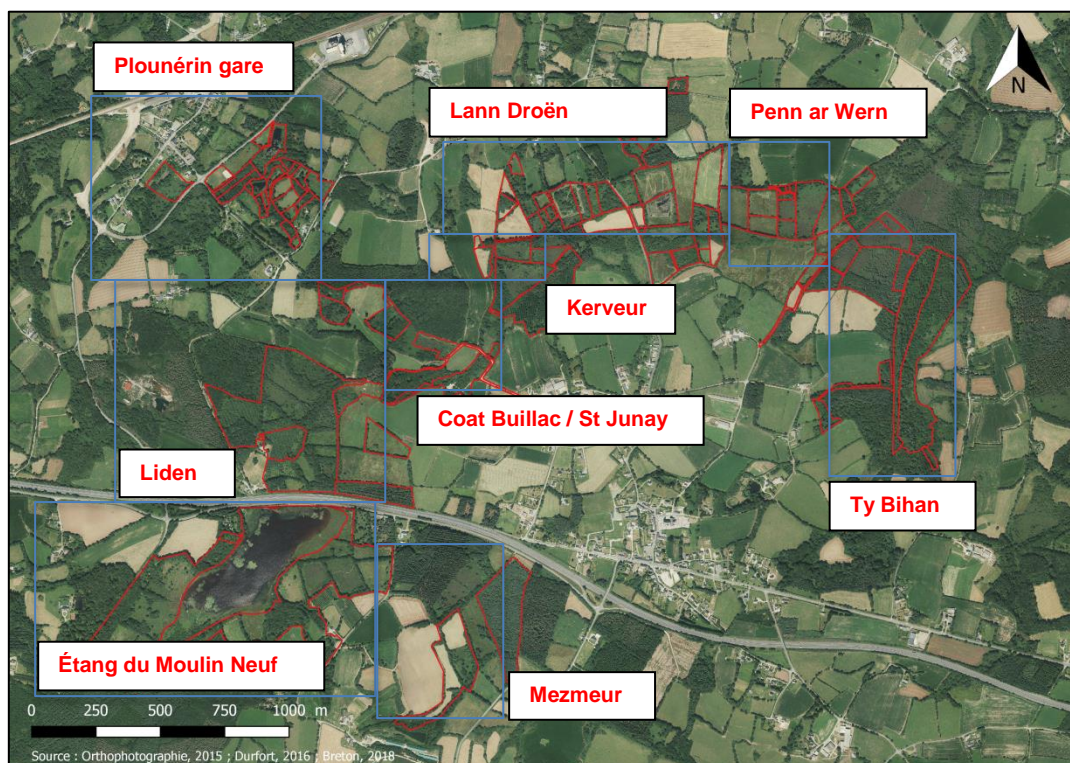 Plounérin gare
Lann Droën
Penn ar Wern
N
Kerveur
Coat Buillac / St Junay
Liden
Ty Bihan
Étang du Moulin Neuf
Mezmeur
0 250 500 750 1000 m
Source : Orthophotographie, 2015 ; Durfort, 2016 ; Breton, 2018